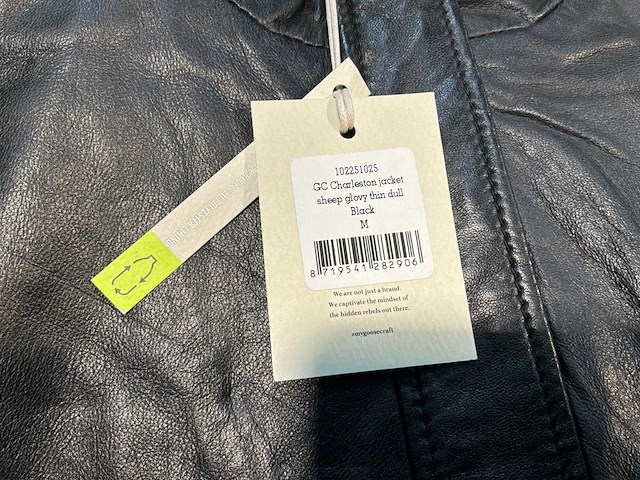 102251025
GC Charleston jacket
sheep glovy thin dull
Black
M
8 719541 282906
We are not just a brand.
We captivate the mindset of
the hidden rebels out there.
#mygoosecraft